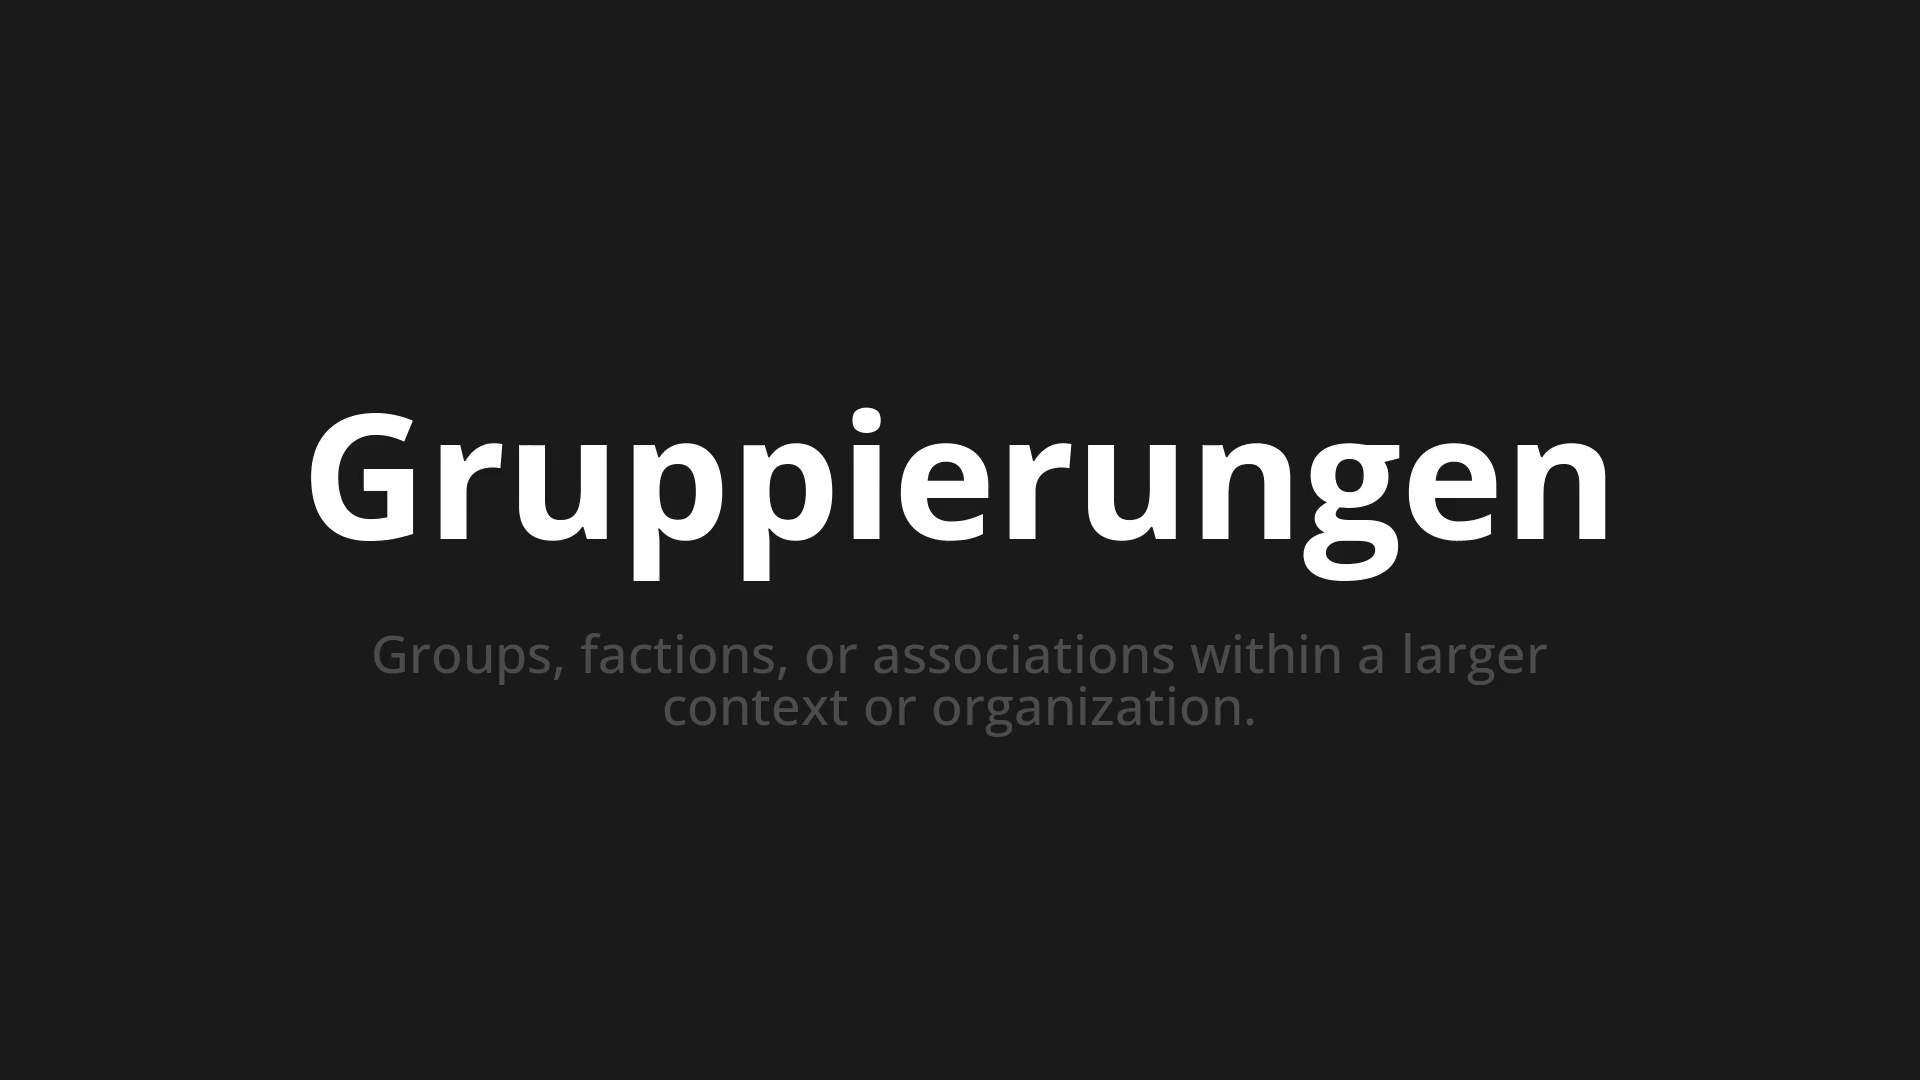 Gruppierungen
Groups, factions, or associations within a larger
context or organization.